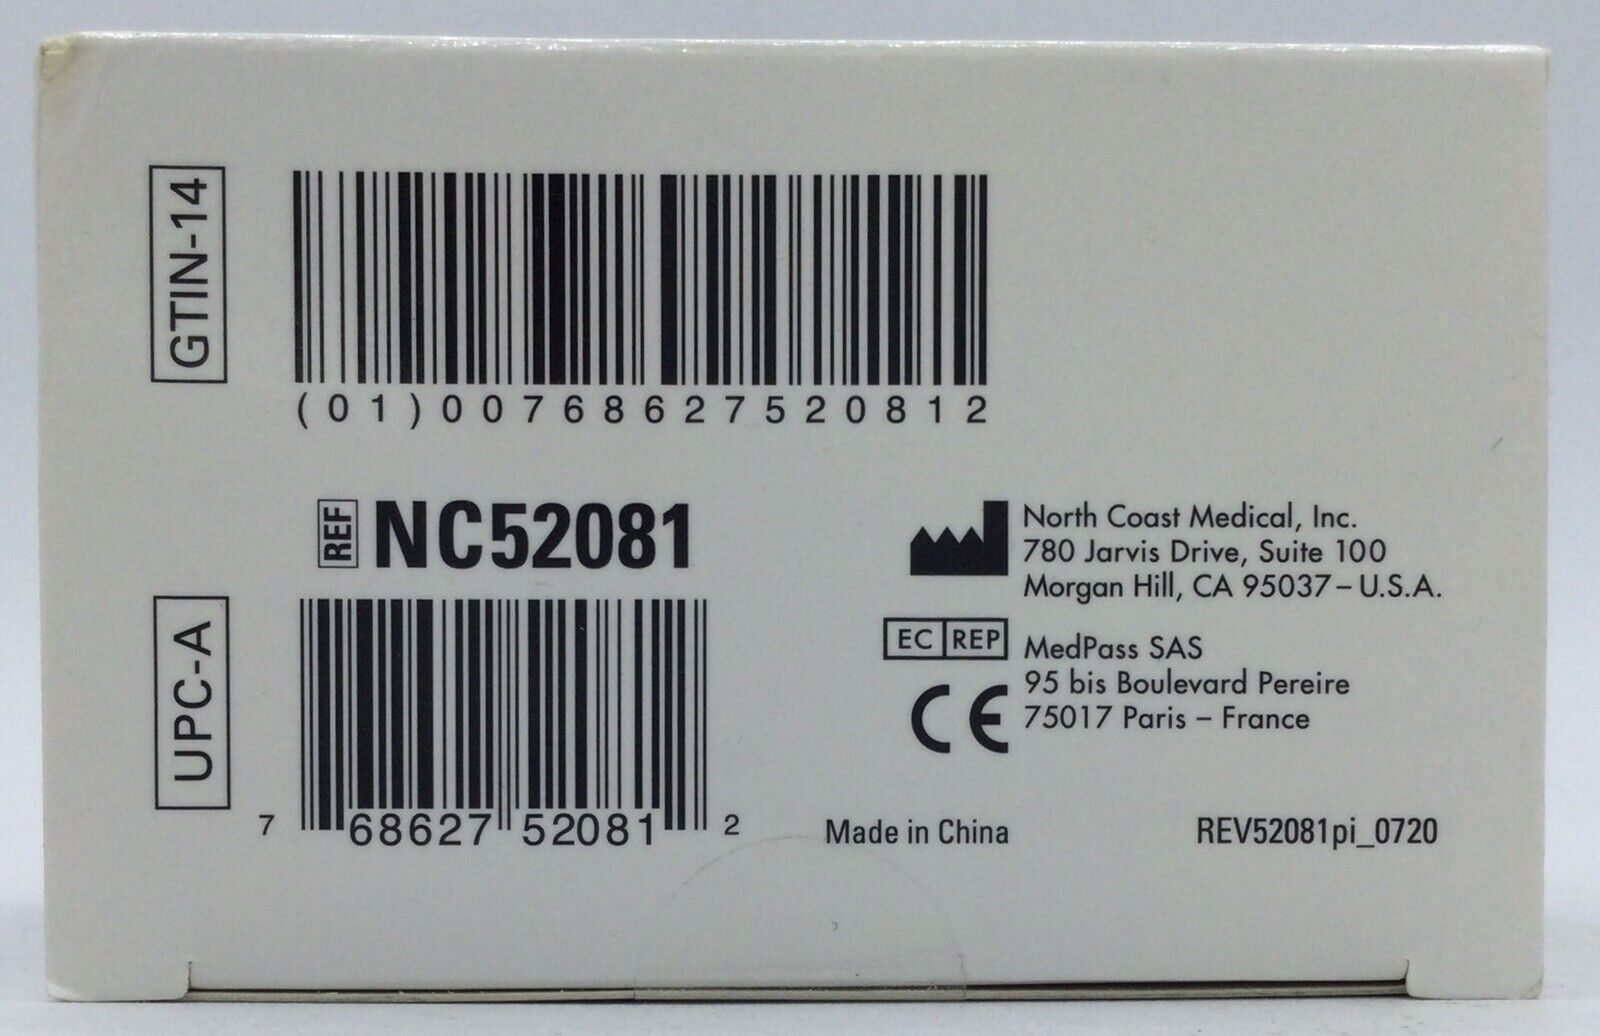 GTIN-14
(01)00768627520812
REF NC52081
North Coast Medical, Inc.
780 Jarvis Drive, Suite 100
Morgan Hill, CA 95037 – U.S.A.
EC REP
MedPass SAS
95 bis Boulevard Pereire
75017 Paris – France
CE
UPC-A
7 68627 52081 2
Made in China
REV52081pi_0720